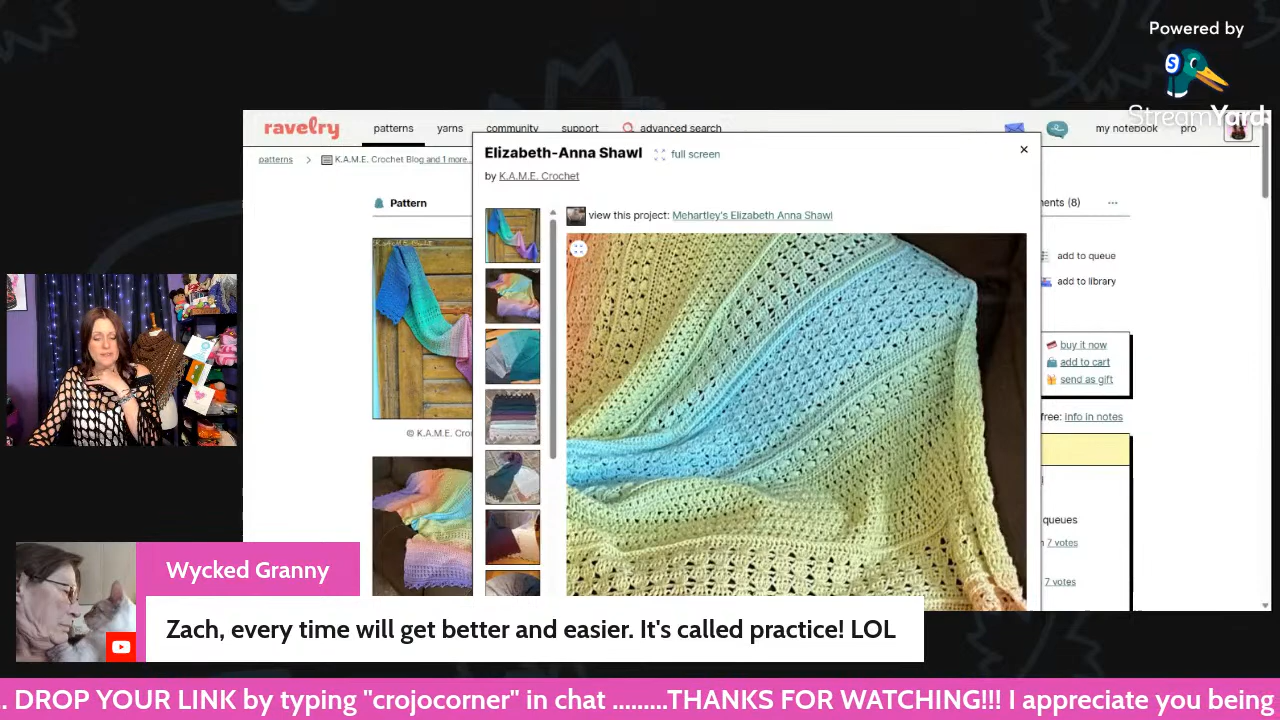 Powered by
StreamYard
ravelry
patterns yarns community support advanced search my notebook pro
patterns > K.A.M.E. Crochet Blog and 1 more...
Elizabeth-Anna Shawl full screen ×
by K.A.M.E. Crochet
Pattern
ments (8) ...
view this project: Mehartley's Elizabeth Anna Shawl
K.A.M.E. Crochet
add to queue
add to library
buy it now
add to cart
send as gift
free: info in notes
© K.A.M.E. Cro
queues
7 votes
7 votes
Wycked Granny
Zach, every time will get better and easier. It's called practice! LOL
.. DROP YOUR LINK by typing "crojocorner" in chat .........THANKS FOR WATCHING!!! I appreciate you being